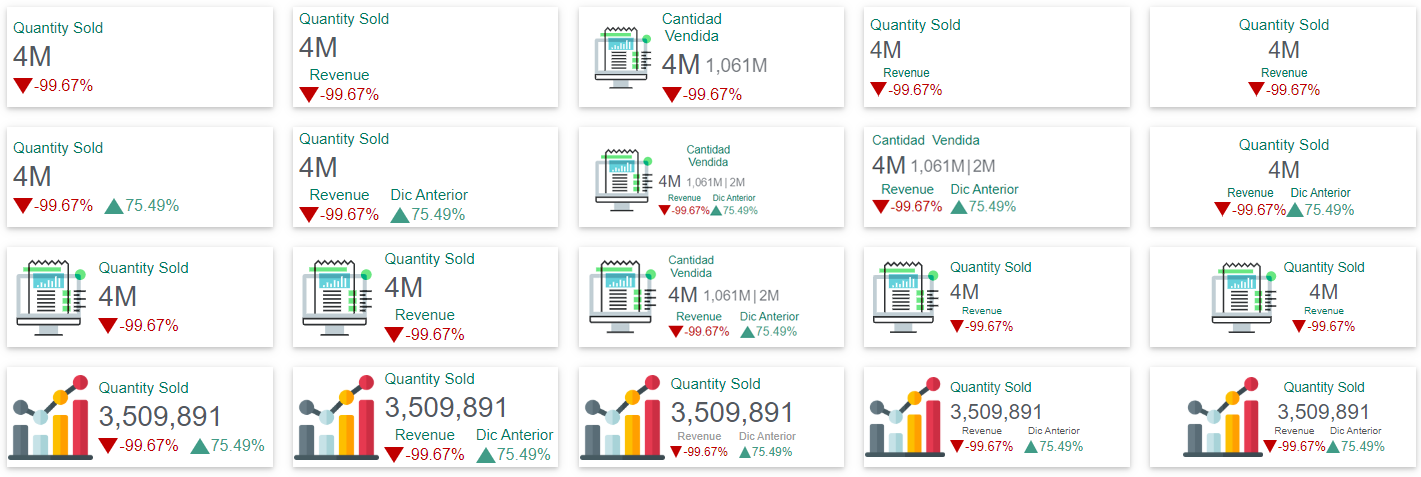 Quantity Sold
4M
-99.67%
Quantity Sold
4M
Revenue
-99.67%
Cantidad
Vendida
4M 1,061M
-99.67%
Quantity Sold
4M
Revenue
-99.67%
Quantity Sold
4M
Revenue
-99.67%
Quantity Sold
4M
-99.67% 75.49%
Quantity Sold
4M
Revenue Dic Anterior
-99.67% 75.49%
Cantidad
Vendida
4M 1,061M|2M
Revenue Dic Anterior
-99.67% 75.49%
Cantidad Vendida
4M 1,061M|2M
Revenue Dic Anterior
-99.67% 75.49%
Quantity Sold
4M
Revenue Dic Anterior
-99.67% 75.49%
Quantity Sold
4M
-99.67%
Quantity Sold
4M
Revenue
-99.67%
Cantidad
Vendida
4M 1,061M|2M
Revenue Dic Anterior
-99.67% 75.49%
Quantity Sold
4M
Revenue
-99.67%
Quantity Sold
4M
Revenue
-99.67%
Quantity Sold
3,509,891
-99.67% 75.49%
Quantity Sold
3,509,891
Revenue Dic Anterior
-99.67% 75.49%
Quantity Sold
3,509,891
Revenue Dic Anterior
-99.67% 75.49%
Quantity Sold
3,509,891
Revenue Dic Anterior
-99.67% 75.49%
Quantity Sold
3,509,891
Revenue Dic Anterior
-99.67% 75.49%